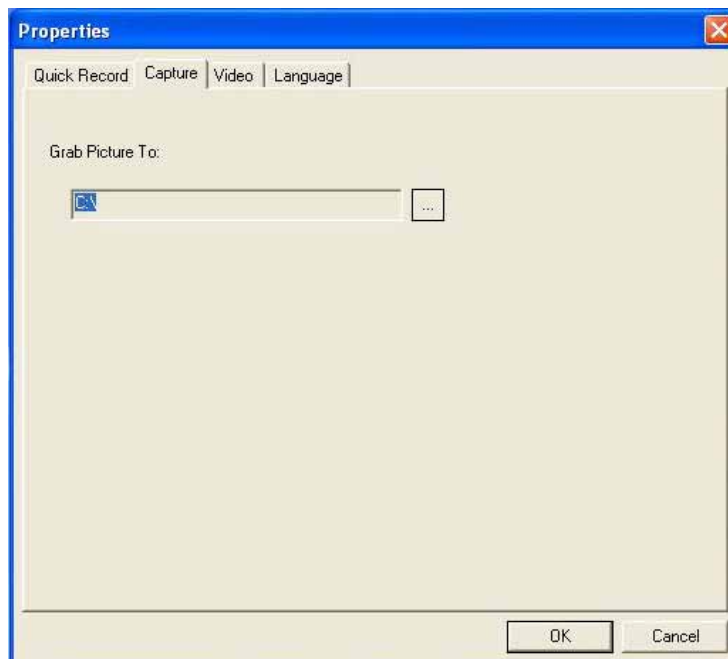 Properties
Quick Record Capture Video Language
Grab Picture To:
C:\ ...
OK Cancel